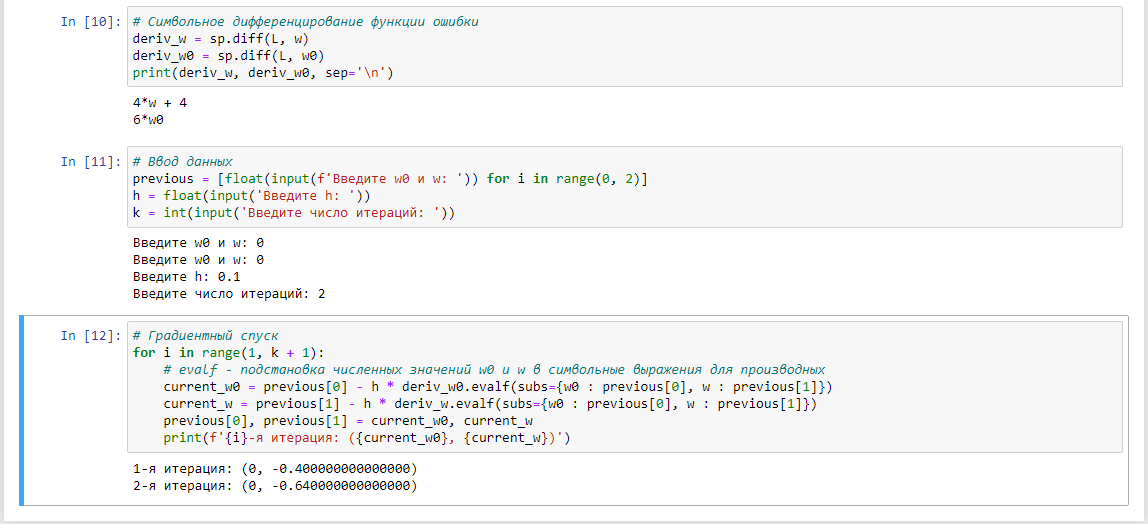 In [10]: # Символьное дифференцирование функции ошибки
deriv_w = sp.diff(L, w)
deriv_w0 = sp.diff(L, w0)
print(deriv_w, deriv_w0, sep='\n')
4*w + 4
6*w0
In [11]: # Ввод данных
previous = [float(input(f'Введите w0 и w: ')) for i in range(0, 2)]
h = float(input('Введите h: '))
k = int(input('Введите число итераций: '))
Введите w0 и w: 0
Введите w0 и w: 0
Введите h: 0.1
Введите число итераций: 2
In [12]: # Градиентный спуск
for i in range(1, k + 1):
    # evalf - подстановка численных значений w0 и w в символьные выражения для производных
    current_w0 = previous[0] - h * deriv_w0.evalf(subs={w0 : previous[0], w : previous[1]})
    current_w = previous[1] - h * deriv_w.evalf(subs={w0 : previous[0], w : previous[1]})
    previous[0], previous[1] = current_w0, current_w
    print(f'{i}-я итерация: ({current_w0}, {current_w})')
1-я итерация: (0, -0.400000000000000)
2-я итерация: (0, -0.640000000000000)